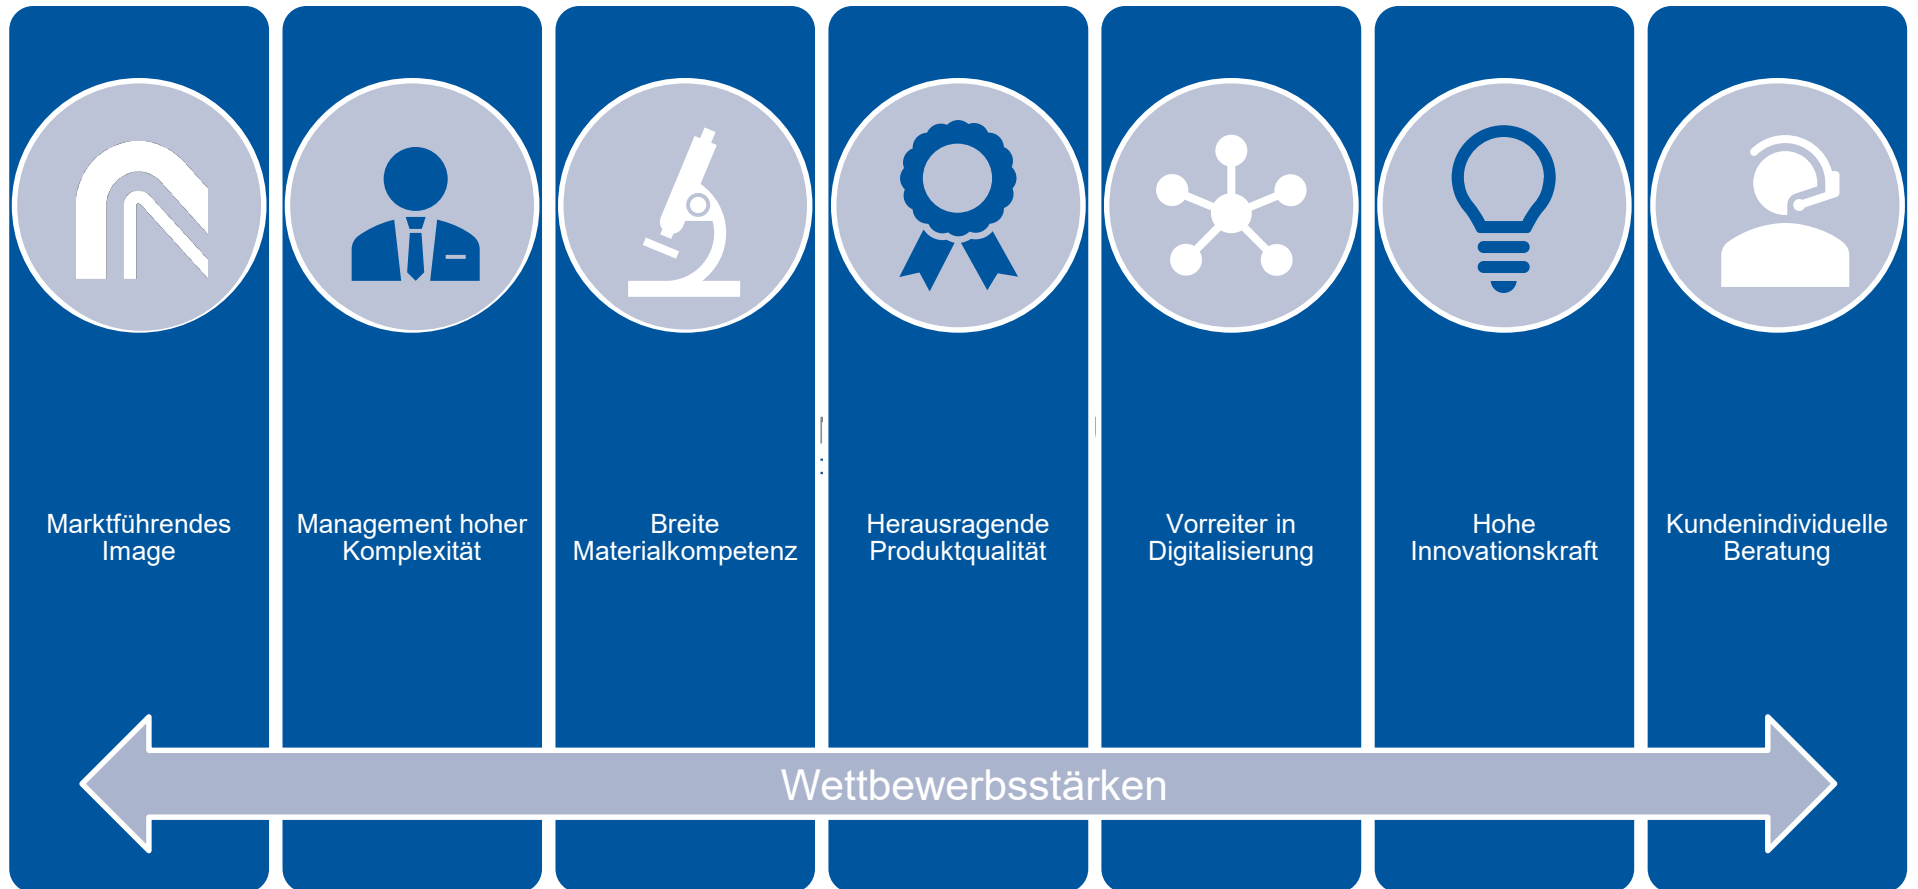 Marktführendes
Image
Management hoher
Komplexität
Breite
Materialkompetenz
Herausragende
Produktqualität
Vorreiter in
Digitalisierung
Hohe
Innovationskraft
Kundenindividuelle
Beratung
Wettbewerbsstärken